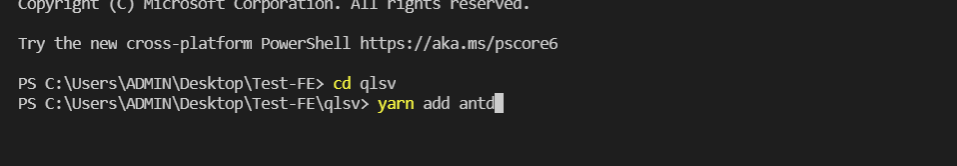 Copyright (C) Microsoft Corporation. All rights reserved.
Try the new cross-platform PowerShell https://aka.ms/pscore6
PS C:\Users\ADMIN\Desktop\Test-FE> cd qlsv
PS C:\Users\ADMIN\Desktop\Test-FE\qlsv> yarn add antd